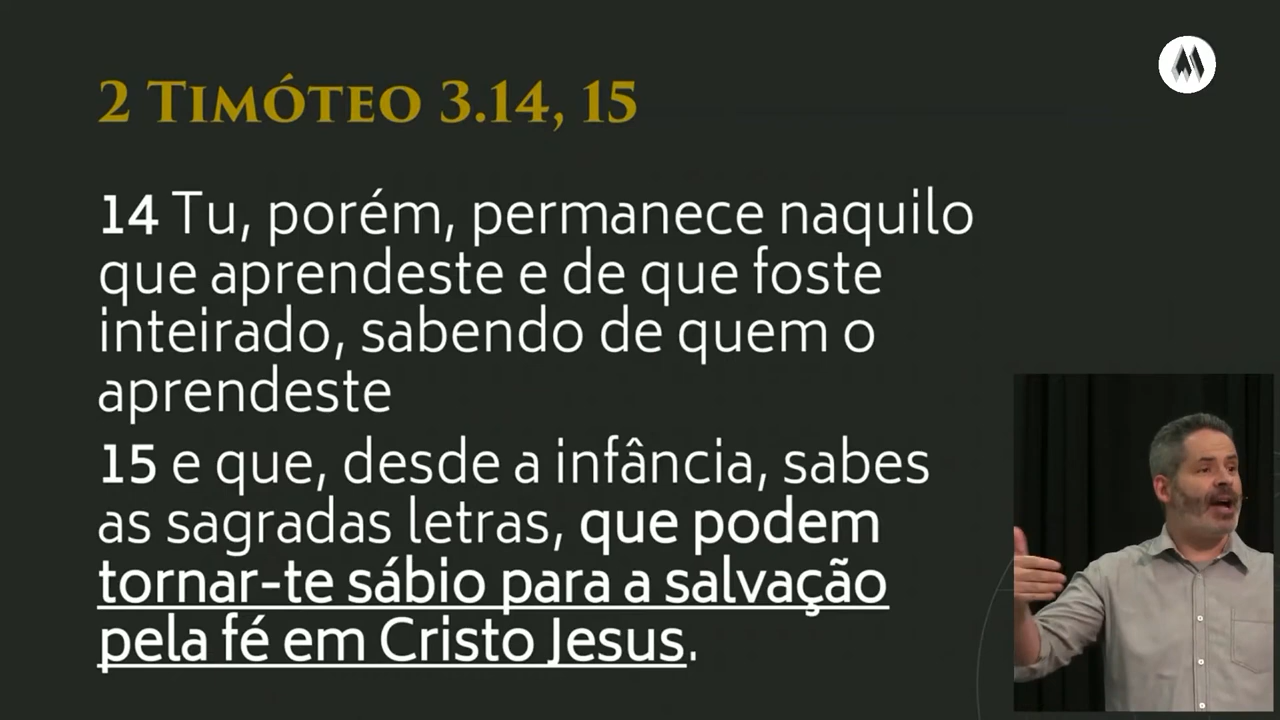 2 Timóteo 3.14, 15
14 Tu, porém, permanece naquilo
que aprendeste e de que foste
inteirado, sabendo de quem o
aprendeste
15 e que, desde a infância, sabes
as sagradas letras, que podem
tornar-te sábio para a salvação
pela fé em Cristo Jesus.